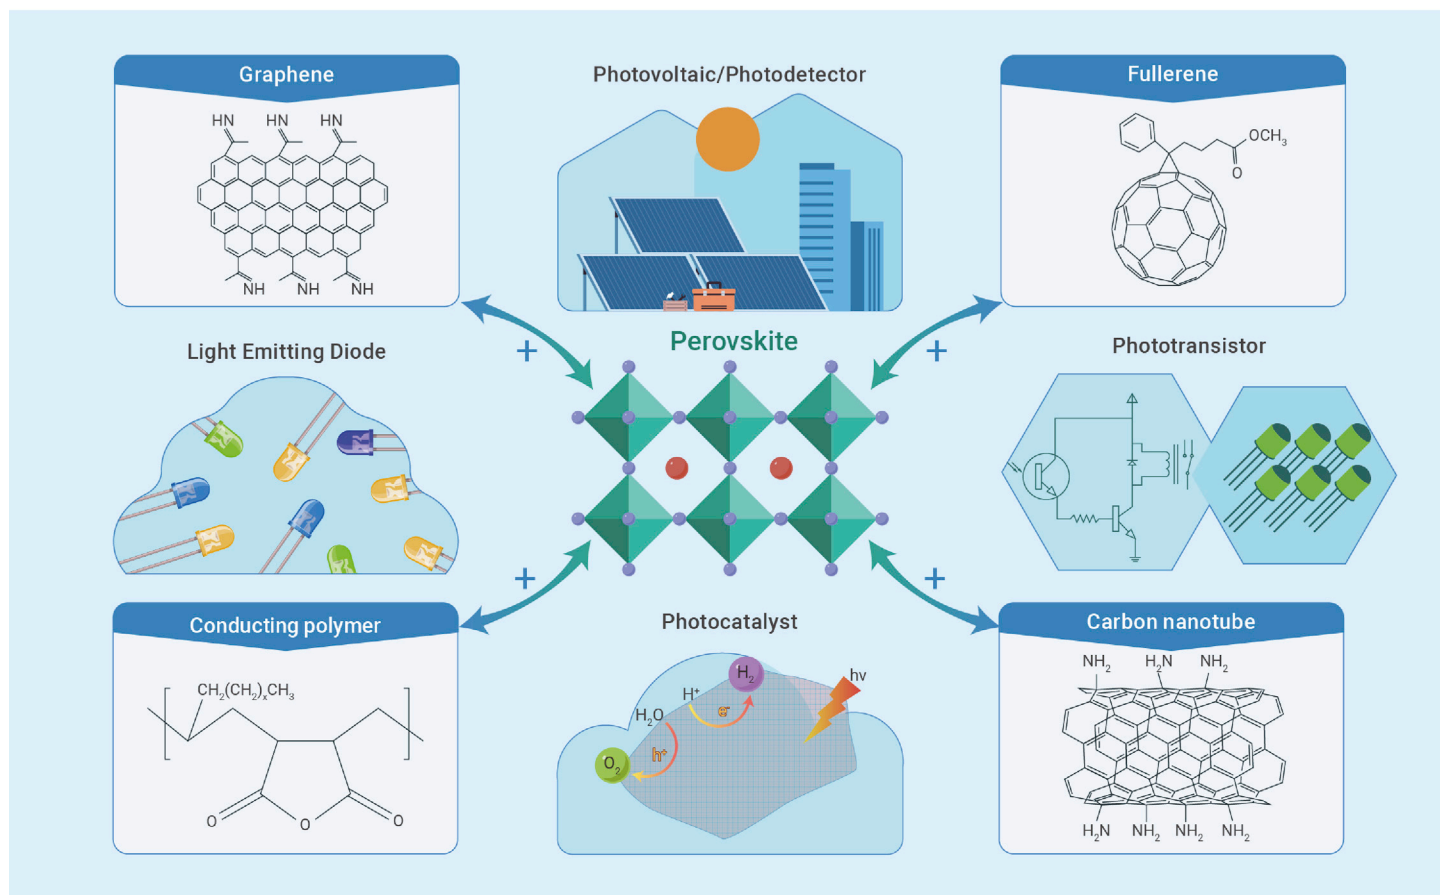 Graphene
HN HN HN
NH NH NH
Photovoltaic/Photodetector
Fullerene
OCH₃
O
Perovskite
+
+
+
+
Light Emitting Diode
Phototransistor
Conducting polymer
CH₂(CH₂)ₓCH₃
O O O
Photocatalyst
H₂
hν
H⁺
e⁻
H₂O
h⁺
O₂
Carbon nanotube
NH₂ H₂N NH₂
H₂N NH₂ NH₂ NH₂